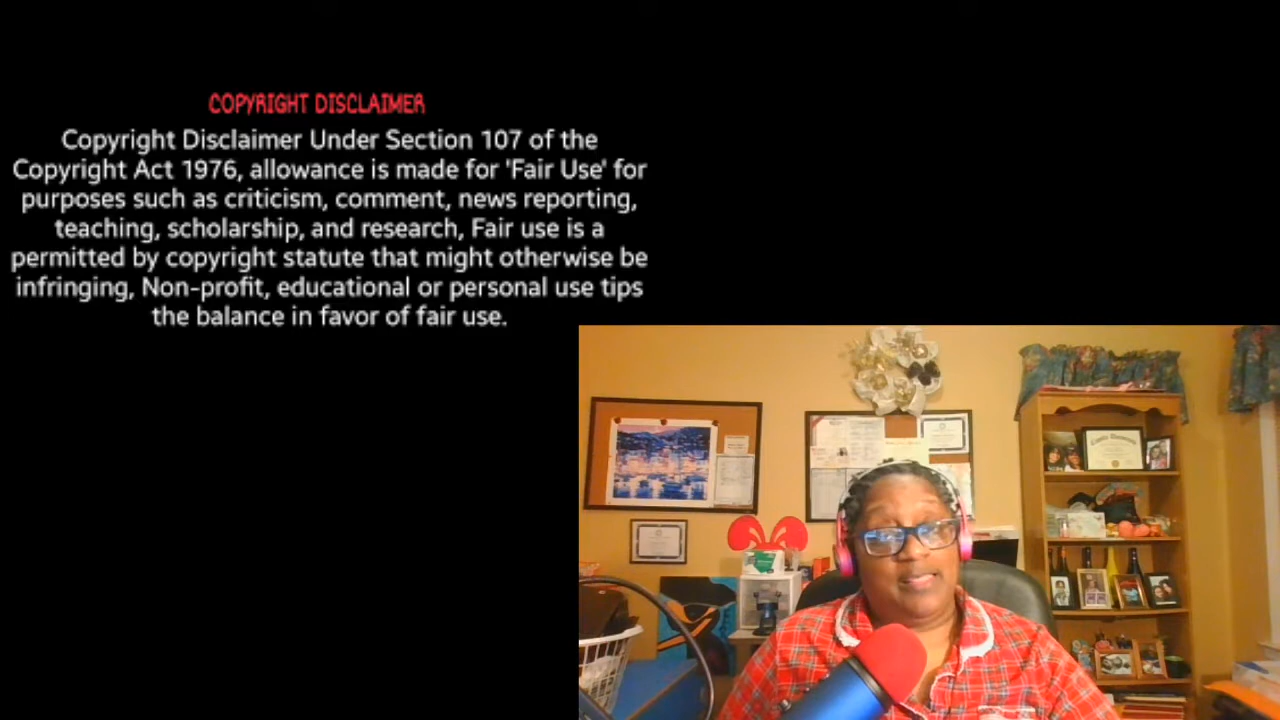 COPYRIGHT DISCLAIMER
Copyright Disclaimer Under Section 107 of the
Copyright Act 1976, allowance is made for 'Fair Use' for
purposes such as criticism, comment, news reporting,
teaching, scholarship, and research, Fair use is a
permitted by copyright statute that might otherwise be
infringing, Non-profit, educational or personal use tips
the balance in favor of fair use.